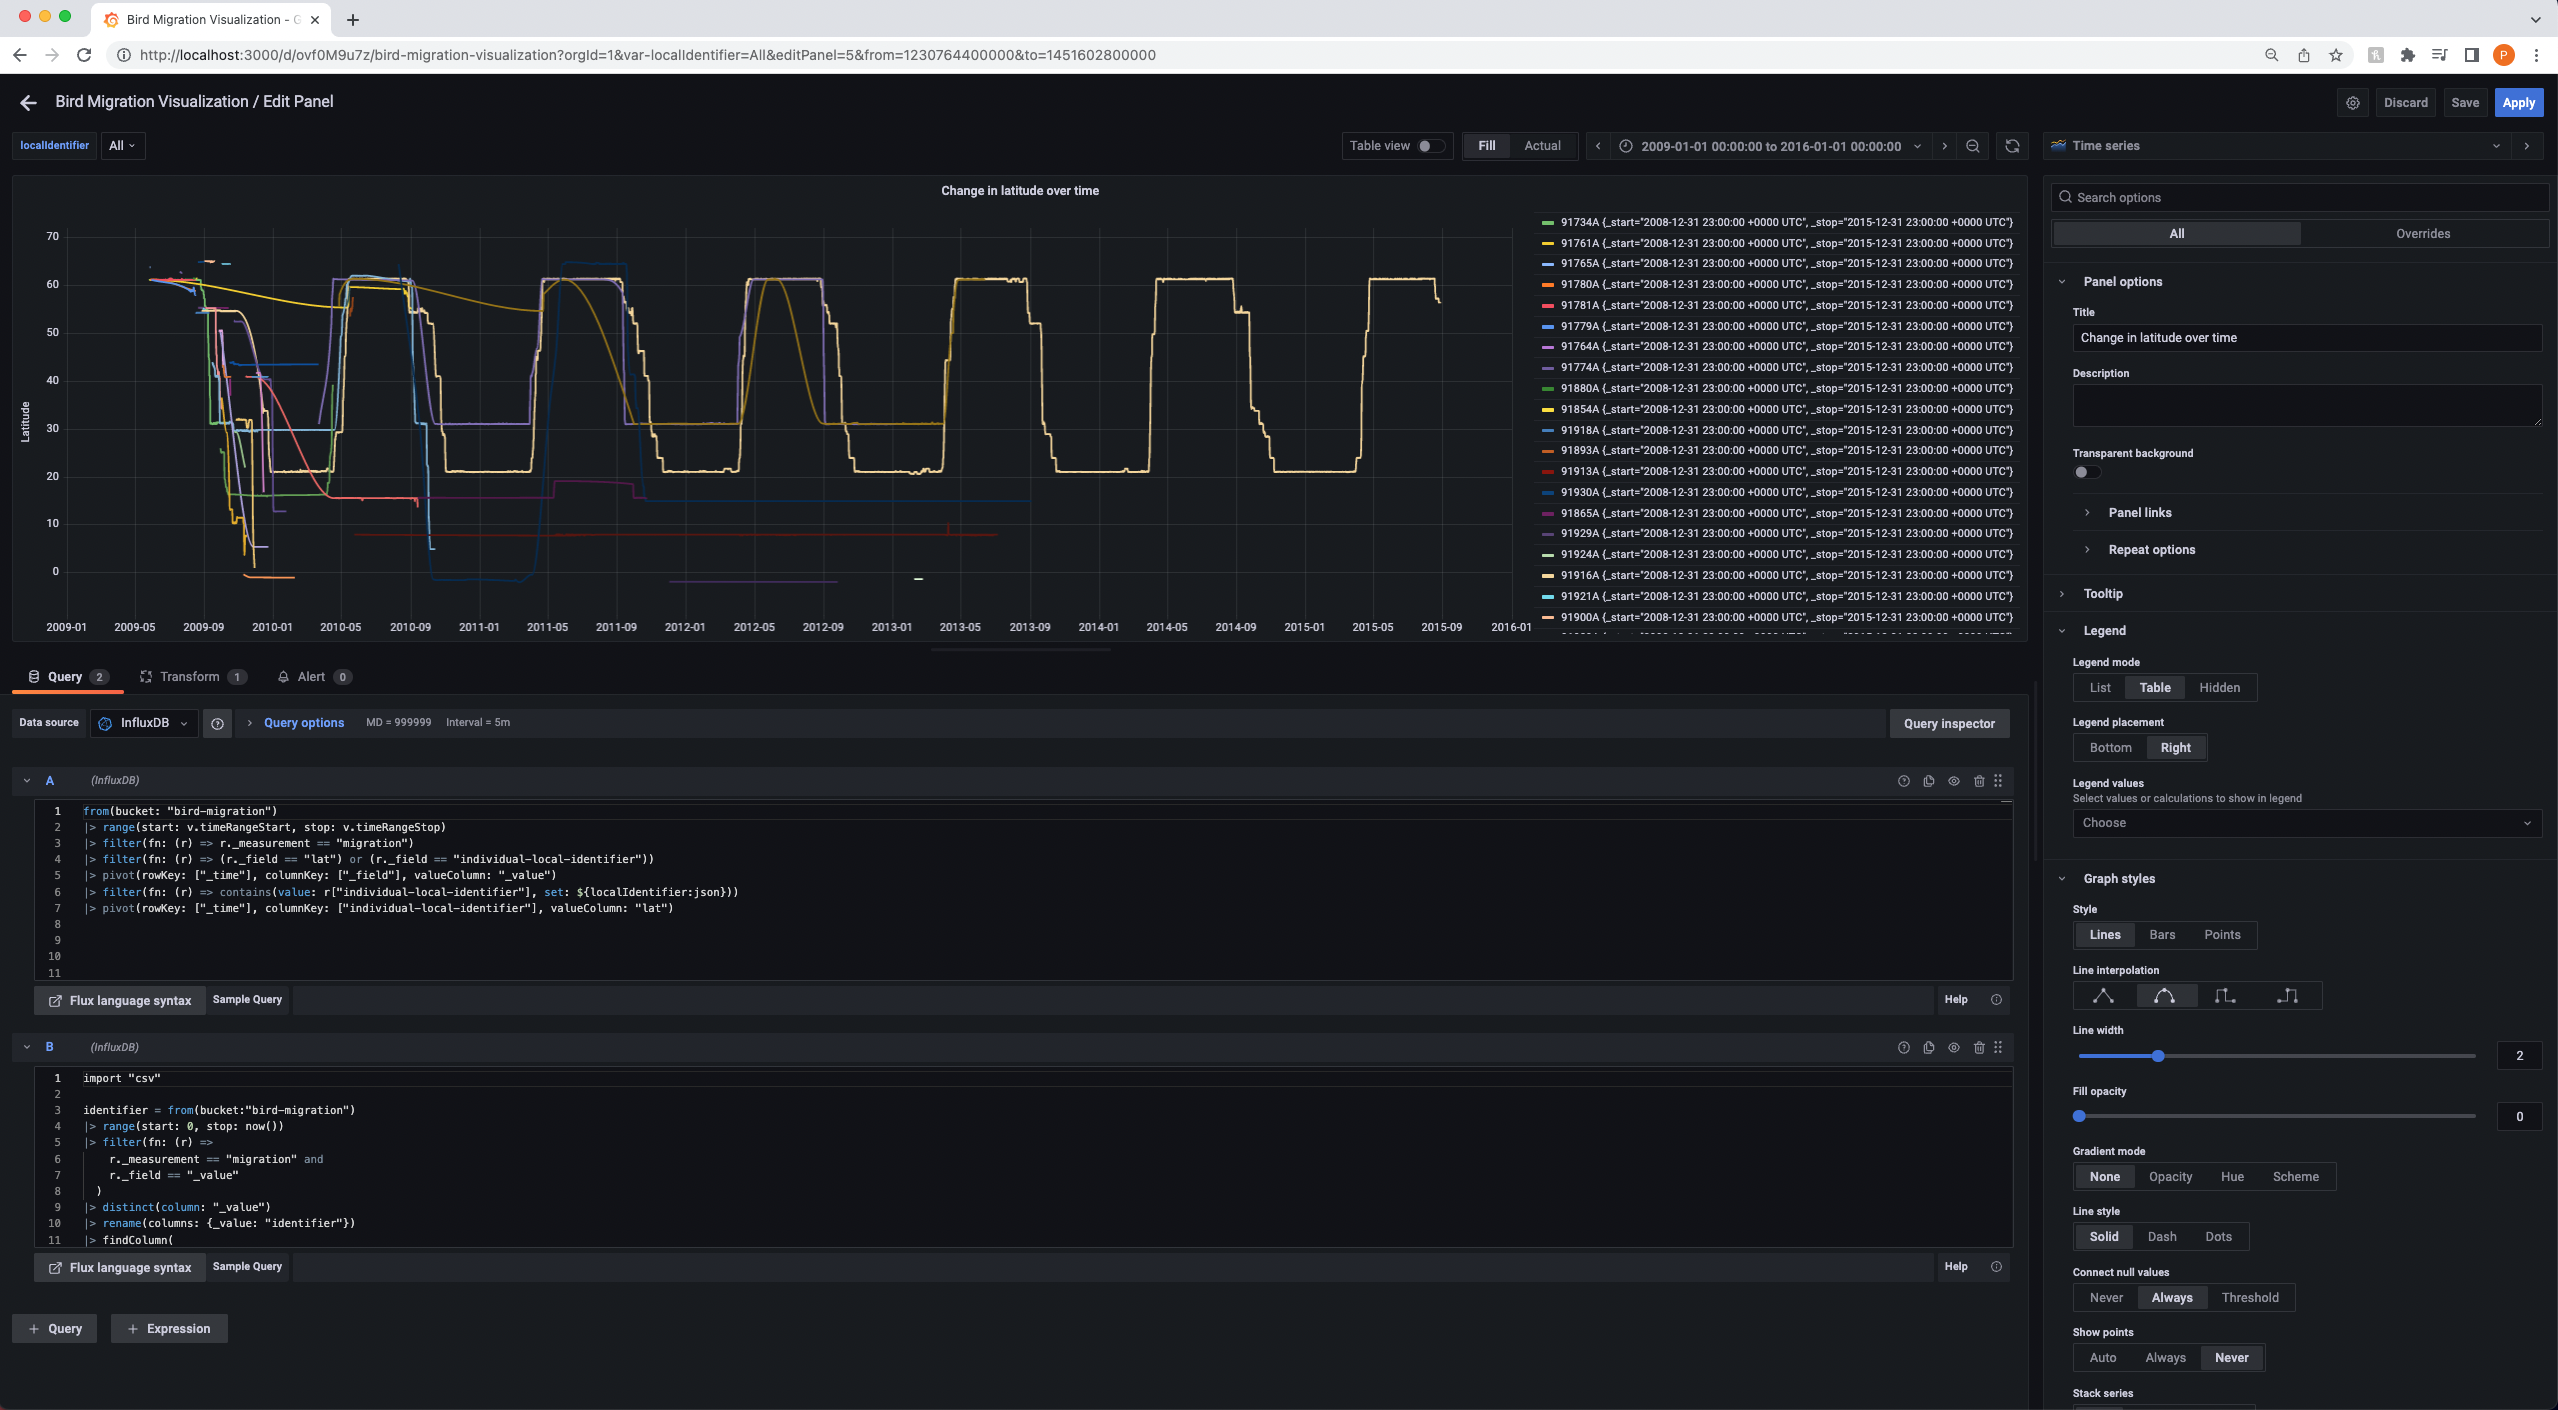 Bird Migration Visualization - G
http://localhost:3000/d/ovf0M9u7z/bird-migration-visualization?orgId=1&var-localIdentifier=All&editPanel=5&from=1230764400000&to=1451602800000
P
Bird Migration Visualization / Edit Panel
Discard
Save
Apply
localIdentifier
All
Table view
Fill
Actual
2009-01-01 00:00:00 to 2016-01-01 00:00:00
Time series
Change in latitude over time
Latitude
70
60
50
40
30
20
10
0
2009-01 2009-05 2009-09 2010-01 2010-05 2010-09 2011-01 2011-05 2011-09 2012-01 2012-05 2012-09 2013-01 2013-05 2013-09 2014-01 2014-05 2014-09 2015-01 2015-05 2015-09 2016-01
91734A {_start="2008-12-31 23:00:00 +0000 UTC", _stop="2015-12-31 23:00:00 +0000 UTC"}
91761A {_start="2008-12-31 23:00:00 +0000 UTC", _stop="2015-12-31 23:00:00 +0000 UTC"}
91765A {_start="2008-12-31 23:00:00 +0000 UTC", _stop="2015-12-31 23:00:00 +0000 UTC"}
91780A {_start="2008-12-31 23:00:00 +0000 UTC", _stop="2015-12-31 23:00:00 +0000 UTC"}
91781A {_start="2008-12-31 23:00:00 +0000 UTC", _stop="2015-12-31 23:00:00 +0000 UTC"}
91779A {_start="2008-12-31 23:00:00 +0000 UTC", _stop="2015-12-31 23:00:00 +0000 UTC"}
91764A {_start="2008-12-31 23:00:00 +0000 UTC", _stop="2015-12-31 23:00:00 +0000 UTC"}
91774A {_start="2008-12-31 23:00:00 +0000 UTC", _stop="2015-12-31 23:00:00 +0000 UTC"}
91880A {_start="2008-12-31 23:00:00 +0000 UTC", _stop="2015-12-31 23:00:00 +0000 UTC"}
91854A {_start="2008-12-31 23:00:00 +0000 UTC", _stop="2015-12-31 23:00:00 +0000 UTC"}
91918A {_start="2008-12-31 23:00:00 +0000 UTC", _stop="2015-12-31 23:00:00 +0000 UTC"}
91893A {_start="2008-12-31 23:00:00 +0000 UTC", _stop="2015-12-31 23:00:00 +0000 UTC"}
91913A {_start="2008-12-31 23:00:00 +0000 UTC", _stop="2015-12-31 23:00:00 +0000 UTC"}
91930A {_start="2008-12-31 23:00:00 +0000 UTC", _stop="2015-12-31 23:00:00 +0000 UTC"}
91865A {_start="2008-12-31 23:00:00 +0000 UTC", _stop="2015-12-31 23:00:00 +0000 UTC"}
91929A {_start="2008-12-31 23:00:00 +0000 UTC", _stop="2015-12-31 23:00:00 +0000 UTC"}
91924A {_start="2008-12-31 23:00:00 +0000 UTC", _stop="2015-12-31 23:00:00 +0000 UTC"}
91916A {_start="2008-12-31 23:00:00 +0000 UTC", _stop="2015-12-31 23:00:00 +0000 UTC"}
91921A {_start="2008-12-31 23:00:00 +0000 UTC", _stop="2015-12-31 23:00:00 +0000 UTC"}
91900A {_start="2008-12-31 23:00:00 +0000 UTC", _stop="2015-12-31 23:00:00 +0000 UTC"}
Query 2
Transform 1
Alert 0
Data source
InfluxDB
Query options
MD = 999999
Interval = 5m
Query inspector
A
(InfluxDB)
1 from(bucket: "bird-migration")
2 |> range(start: v.timeRangeStart, stop: v.timeRangeStop)
3 |> filter(fn: (r) => r._measurement == "migration")
4 |> filter(fn: (r) => (r._field == "lat") or (r._field == "individual-local-identifier"))
5 |> pivot(rowKey: ["_time"], columnKey: ["_field"], valueColumn: "_value")
6 |> filter(fn: (r) => contains(value: r["individual-local-identifier"], set: ${localIdentifier:json}))
7 |> pivot(rowKey: ["_time"], columnKey: ["individual-local-identifier"], valueColumn: "lat")
8
9
10
11
Flux language syntax
Sample Query
Help
B
(InfluxDB)
1 import "csv"
2
3 identifier = from(bucket:"bird-migration")
4 |> range(start: 0, stop: now())
5 |> filter(fn: (r) =>
6 r._measurement == "migration" and
7 r._field == "_value"
8 )
9 |> distinct(column: "_value")
10 |> rename(columns: {_value: "identifier"})
11 |> findColumn(
Flux language syntax
Sample Query
Help
+ Query
+ Expression
Search options
All
Overrides
Panel options
Title
Change in latitude over time
Description
Transparent background
Panel links
Repeat options
Tooltip
Legend
Legend mode
List
Table
Hidden
Legend placement
Bottom
Right
Legend values
Select values or calculations to show in legend
Choose
Graph styles
Style
Lines
Bars
Points
Line interpolation
Line width
2
Fill opacity
0
Gradient mode
None
Opacity
Hue
Scheme
Line style
Solid
Dash
Dots
Connect null values
Never
Always
Threshold
Show points
Auto
Always
Never
Stack series